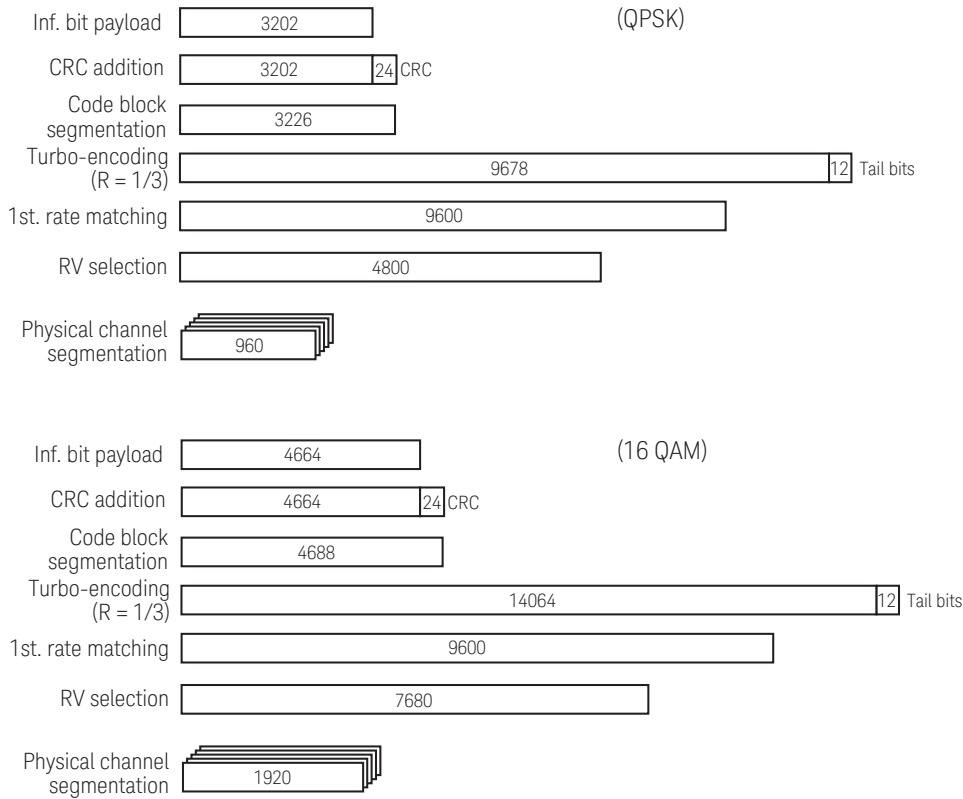 Inf. bit payload 3202 (QPSK)
CRC addition 3202 24 CRC
Code block
segmentation 3226
Turbo-encoding
(R = 1/3) 9678 12 Tail bits
1st. rate matching 9600
RV selection 4800
Physical channel
segmentation 960
Inf. bit payload 4664 (16 QAM)
CRC addition 4664 24 CRC
Code block
segmentation 4688
Turbo-encoding
(R = 1/3) 14064 12 Tail bits
1st. rate matching 9600
RV selection 7680
Physical channel
segmentation 1920